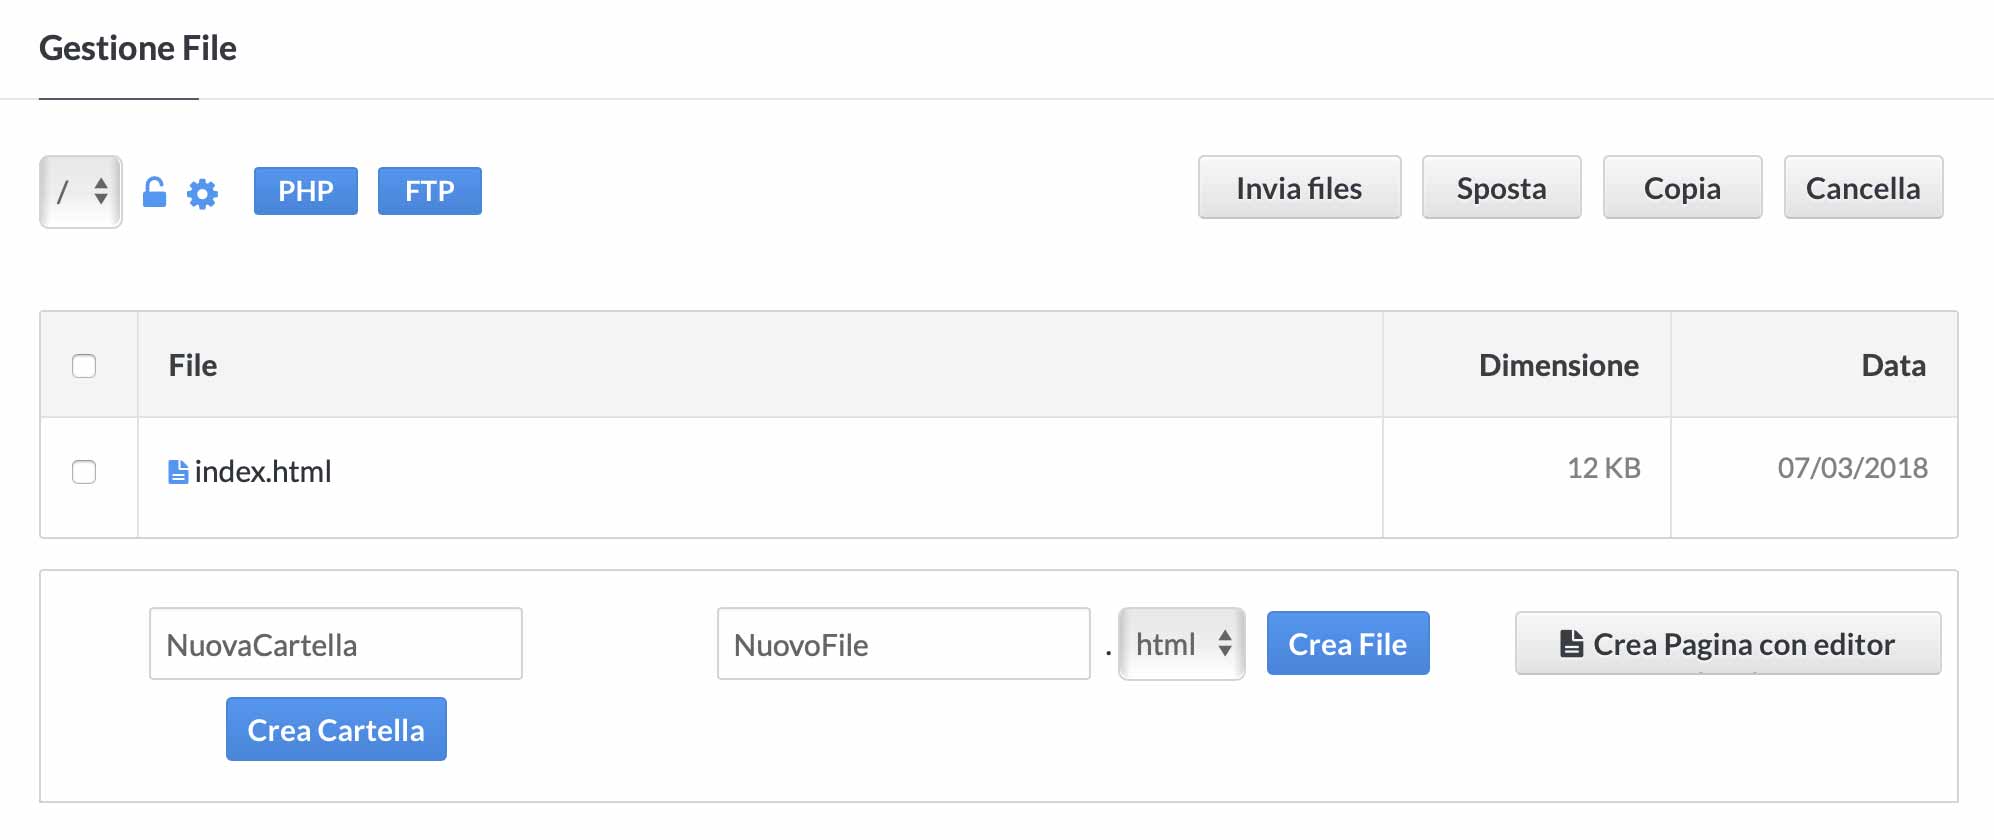 Gestione File
/ PHP FTP Invia files Sposta Copia Cancella
File Dimensione Data
index.html 12 KB 07/03/2018
NuovaCartella NuovoFile . html Crea File Crea Pagina con editor
Crea Cartella